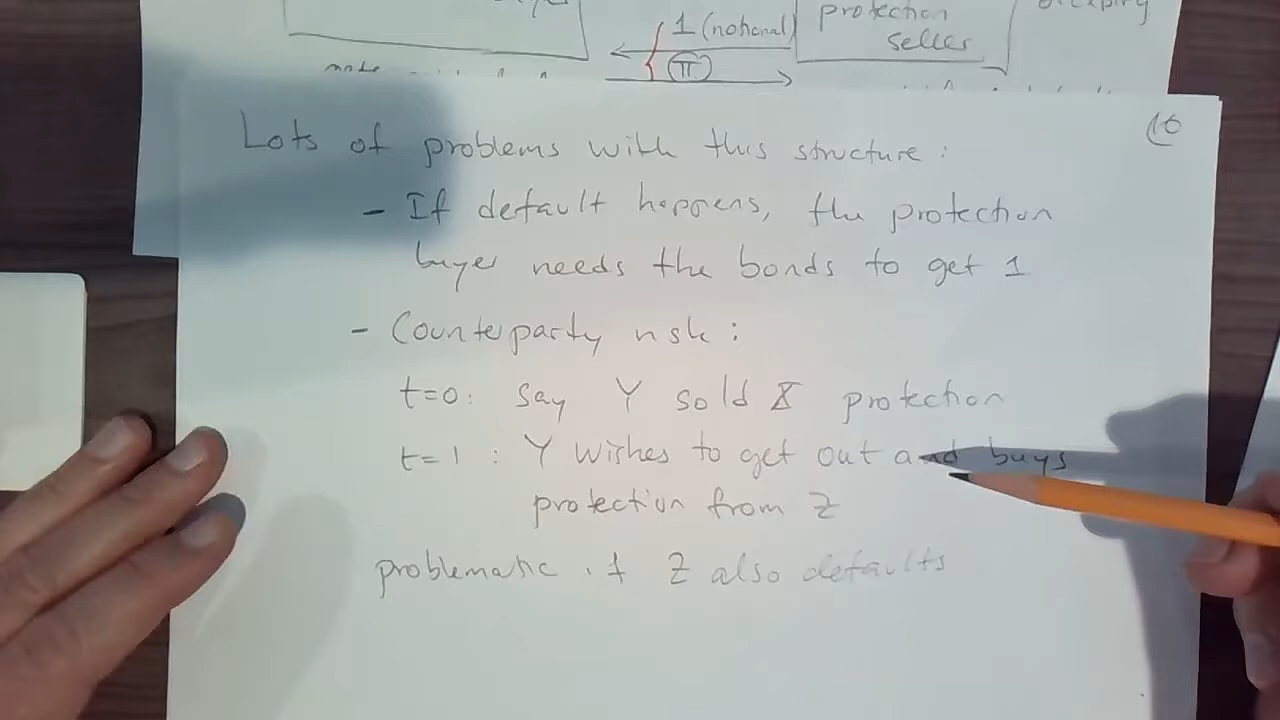 1 (notional)
protection
seller
π
(10
Lots of problems with this structure :
- If default happens, the protection
buyer needs the bonds to get 1
- Counterparty risk :
t=0: say Y sold X protection
t=1 : Y wishes to get out and buys
protection from Z
problematic if Z also defaults